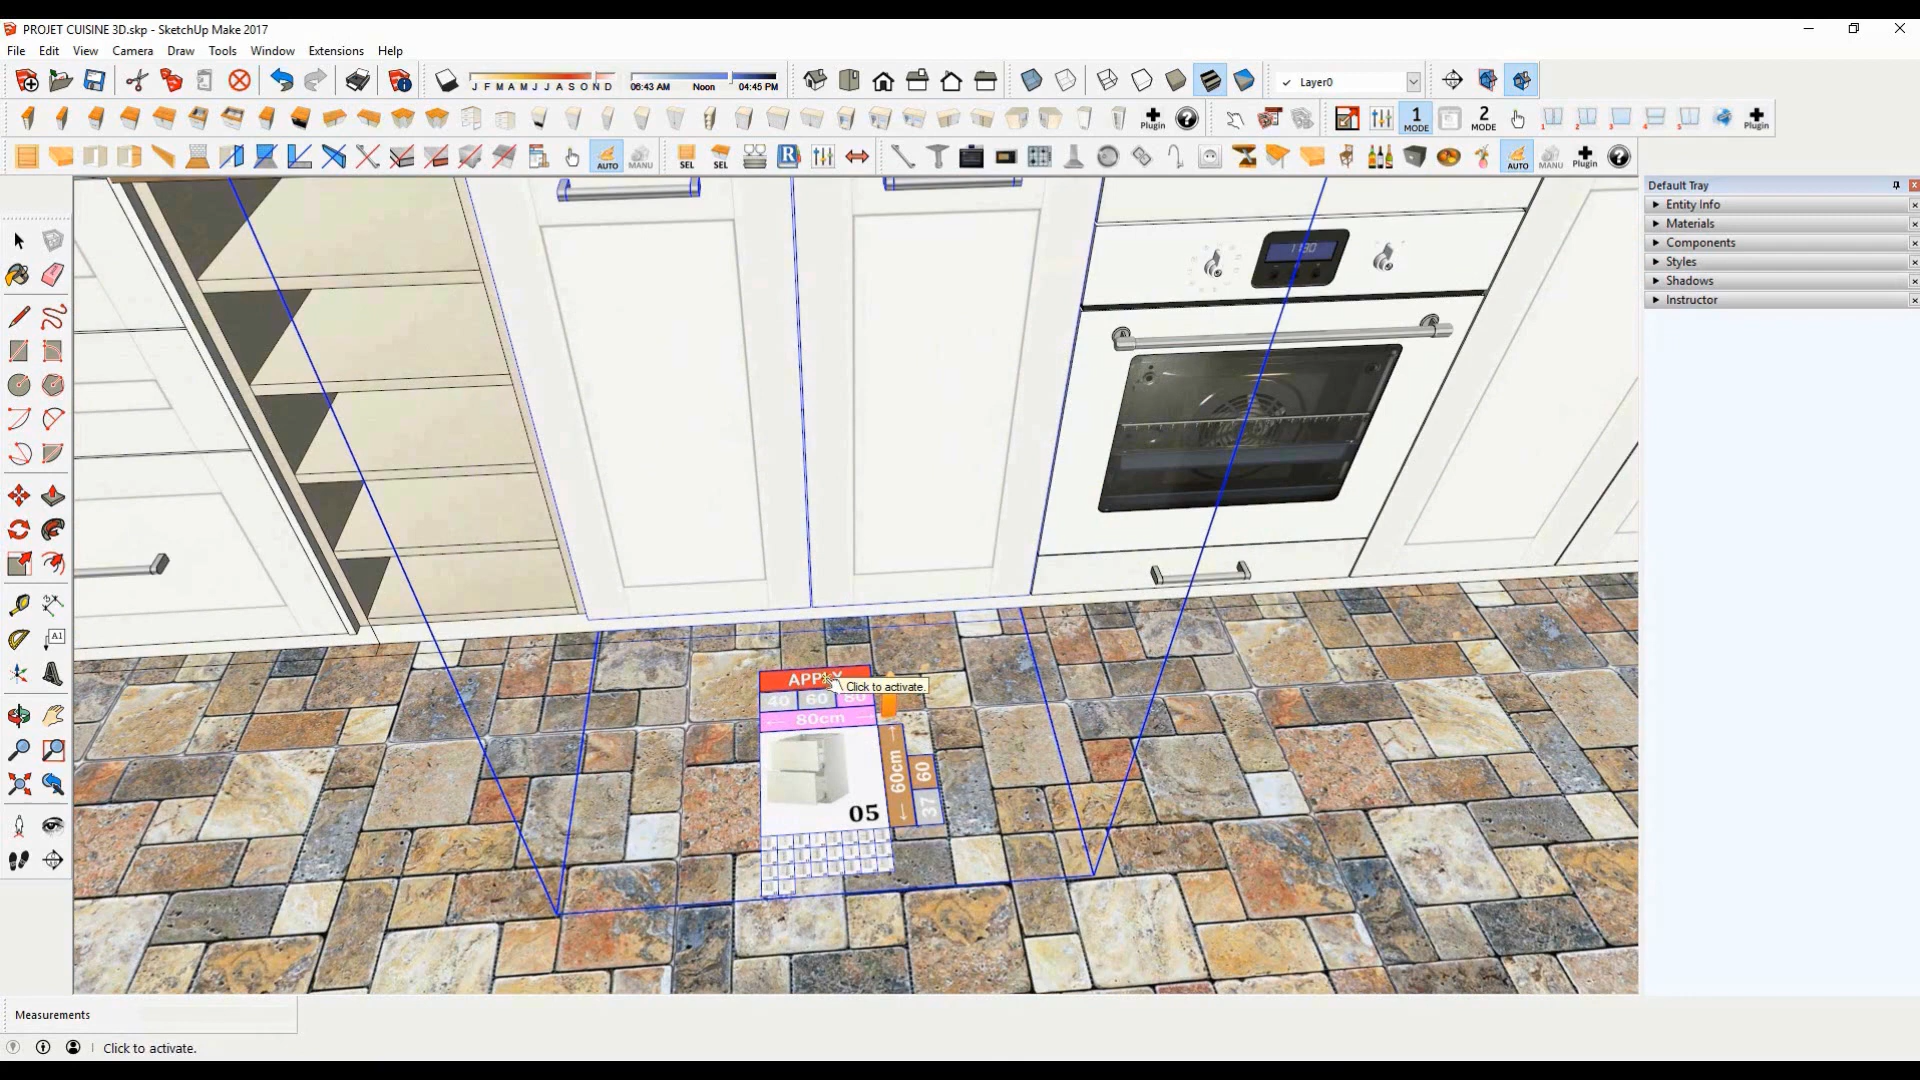 PROJET CUISINE 3D.skp - SketchUp Make 2017
File Edit View Camera Draw Tools Window Extensions Help
J F M A M J J A S O N D
06:43 AM Noon 04:45 PM
Layer0
Plugin
1 MODE
2 MODE
Plugin
AUTO MANU
SEL SEL
R
AUTO MANU
Plugin
Default Tray
Entity Info
Materials
Components
Styles
Shadows
Instructor
A1
1130
APPLY
Click to activate.
40 60 80
80cm
60cm
60
37
05
Measurements
Click to activate.